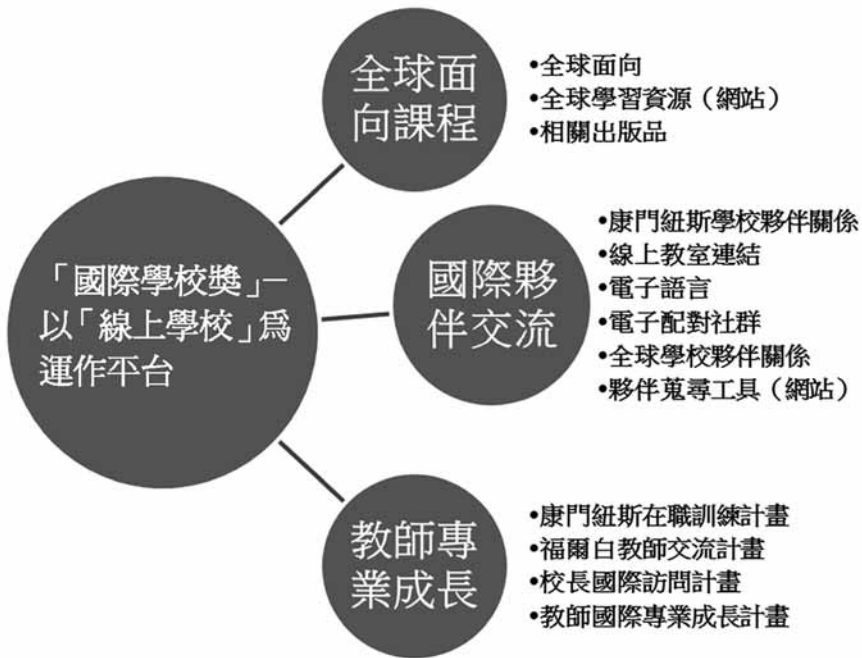 全球面
向課程
•全球面向
•全球學習資源（網站）
•相關出版品
「國際學校獎」—
以「線上學校」爲
運作平台
國際夥
伴交流
•康門紐斯學校夥伴關係
•線上教室連結
•電子語言
•電子配對社群
•全球學校夥伴關係
•夥伴蒐尋工具（網站）
教師專
業成長
•康門紐斯在職訓練計畫
•福爾白教師交流計畫
•校長國際訪問計畫
•教師國際專業成長計畫